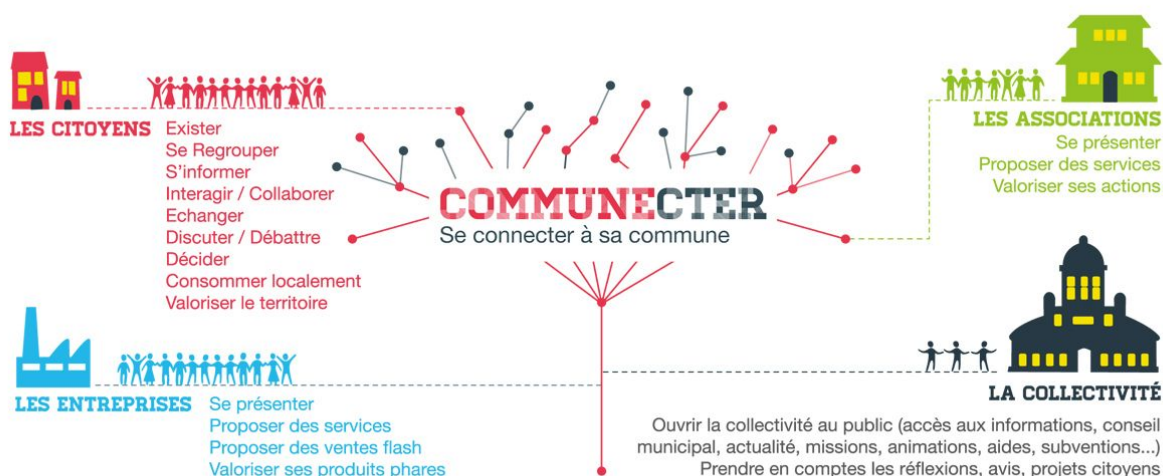 LES CITOYENS
Exister
Se Regrouper
S'informer
Interagir / Collaborer
Echanger
Discuter / Débattre
Décider
Consommer localement
Valoriser le territoire
COMMUNECTER
Se connecter à sa commune
LES ASSOCIATIONS
Se présenter
Proposer des services
Valoriser ses actions
LES ENTREPRISES
Se présenter
Proposer des services
Proposer des ventes flash
Valoriser ses produits phares
LA COLLECTIVITÉ
Ouvrir la collectivité au public (accès aux informations, conseil
municipal, actualité, missions, animations, aides, subventions...)
Prendre en comptes les réflexions, avis, projets citoyens